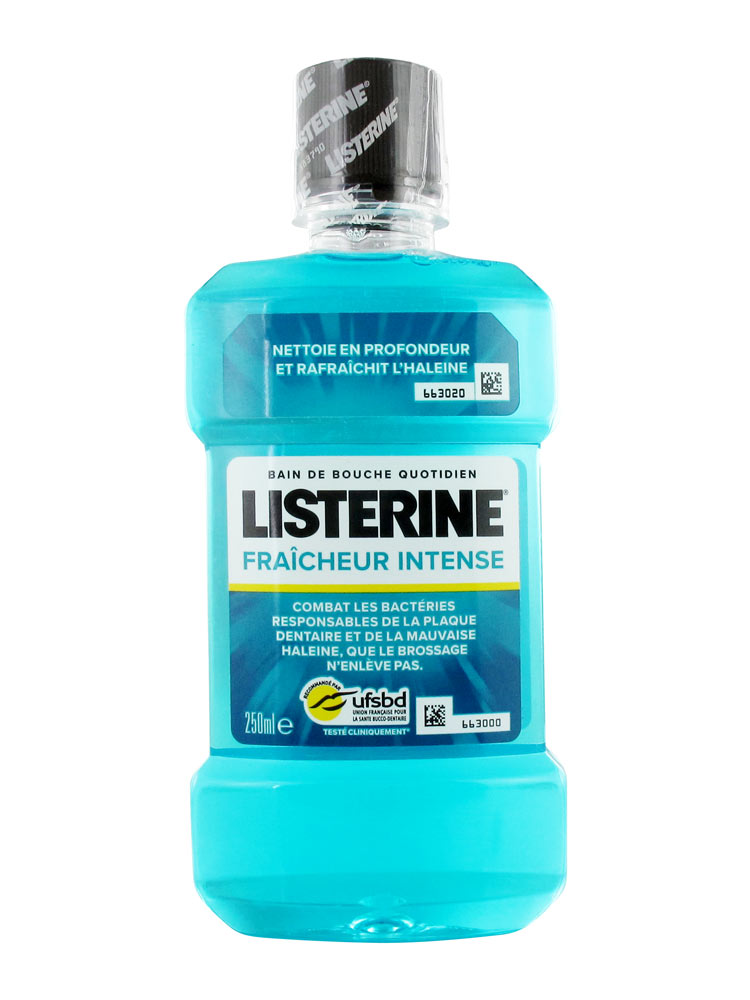 LISTERINE®
LISTERINE®
NETTOIE EN PROFONDEUR
ET RAFRAÎCHIT L'HALEINE
663020
BAIN DE BOUCHE QUOTIDIEN
LISTERINE®
FRAÎCHEUR INTENSE
COMBAT LES BACTÉRIES
RESPONSABLES DE LA PLAQUE
DENTAIRE ET DE LA MAUVAISE
HALEINE, QUE LE BROSSAGE
N'ENLÈVE PAS.
RECOMMANDÉ PAR
ufsbd
UNION FRANÇAISE POUR
LA SANTE BUCCO-DENTAIRE
TESTÉ CLINIQUEMENT*
250ml e
663000